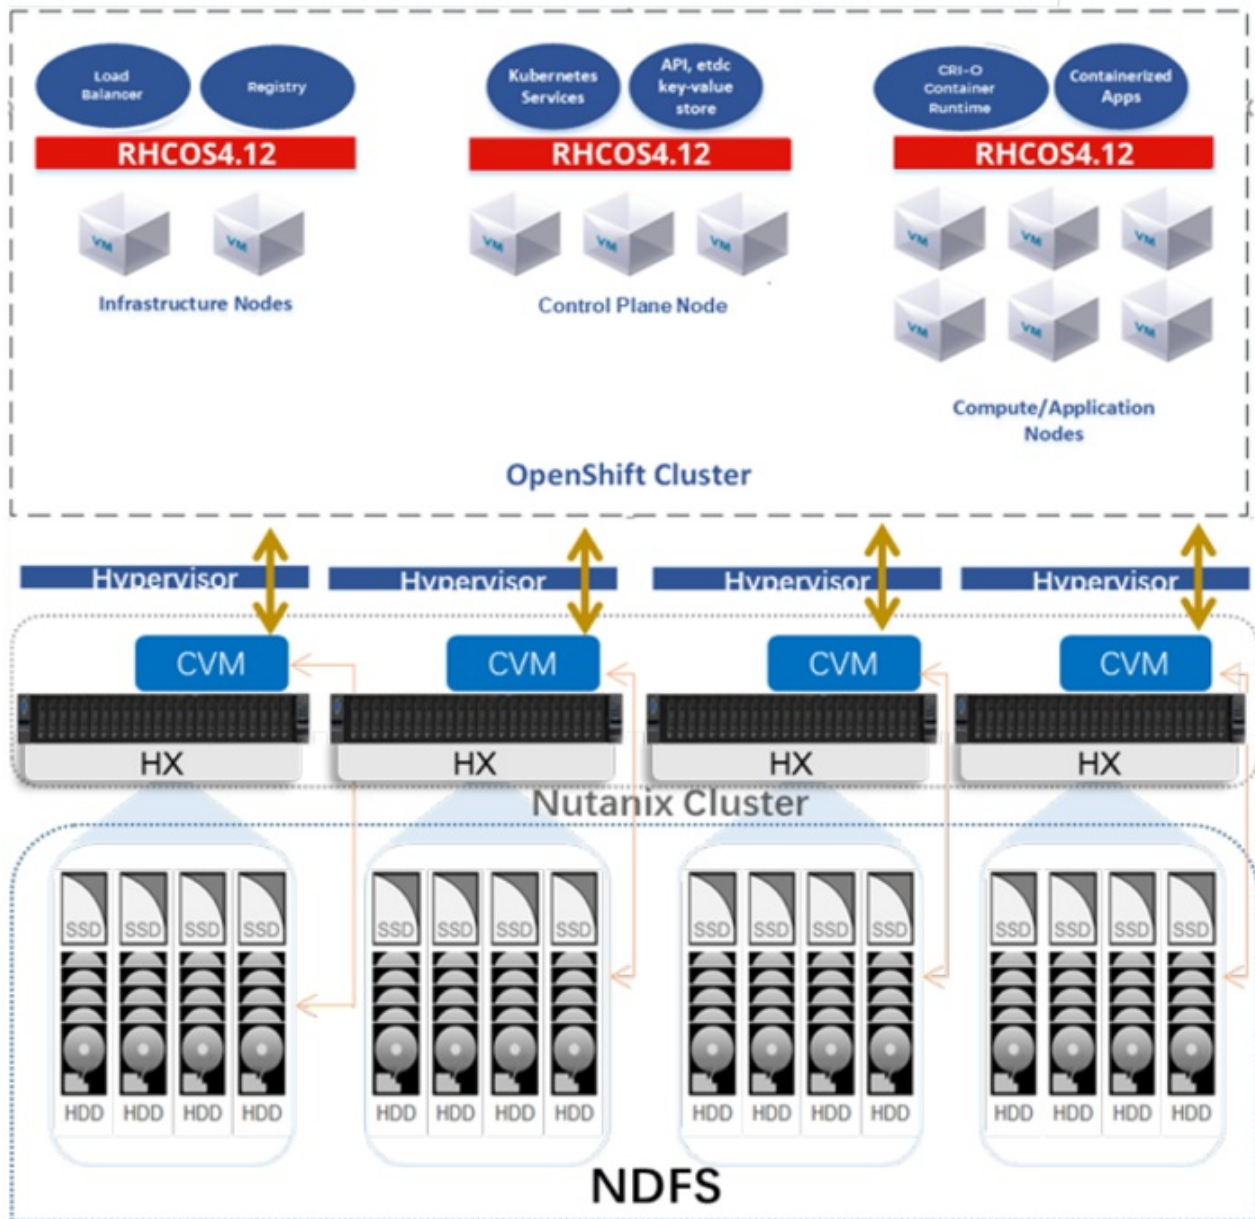 Load
Balancer
Registry
Kubernetes
Services
API, etdc
key-value
store
CRI-O
Container
Runtime
Containerized
Apps
RHCOS4.12
RHCOS4.12
RHCOS4.12
VM
VM
VM
VM
VM
VM
VM
VM
VM
VM
VM
Infrastructure Nodes
Control Plane Node
Compute/Application
Nodes
OpenShift Cluster
Hypervisor
Hypervisor
Hypervisor
Hypervisor
CVM
CVM
CVM
CVM
HX
HX
HX
HX
Nutanix Cluster
SSD SSD SSD SSD
SSD SSD SSD SSD
SSD SSD SSD SSD
SSD SSD SSD SSD
HDD HDD HDD HDD
HDD HDD HDD HDD
HDD HDD HDD HDD
HDD HDD HDD HDD
NDFS